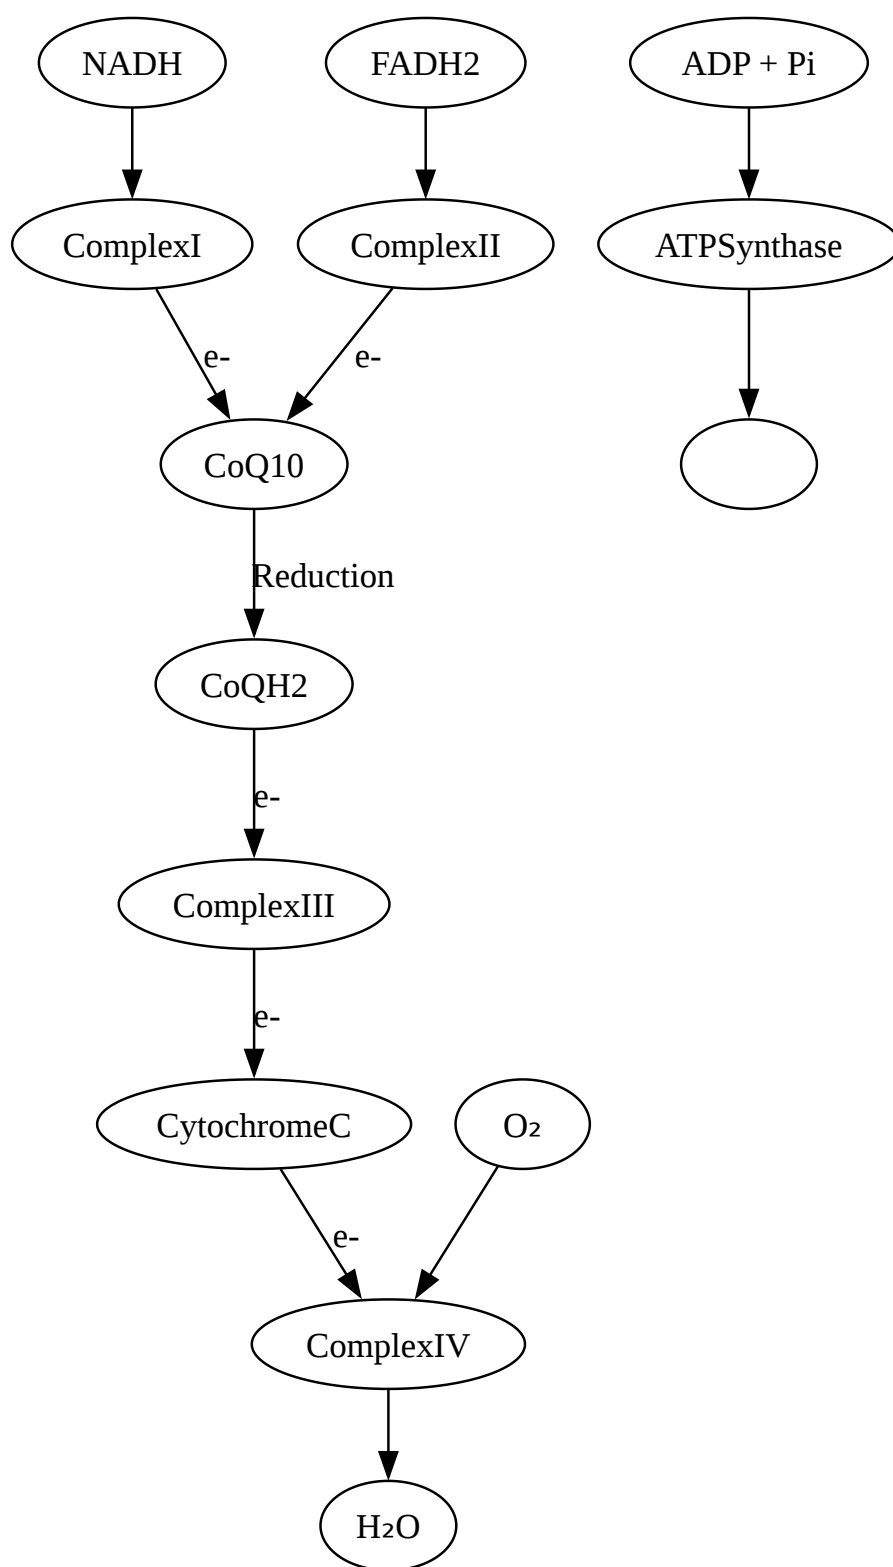 NADH
FADH2
ADP + Pi
ComplexI
ComplexII
ATPSynthase
e-
e-
CoQ10
Reduction
CoQH2
e-
ComplexIII
e-
CytochromeC
O₂
e-
ComplexIV
H₂O